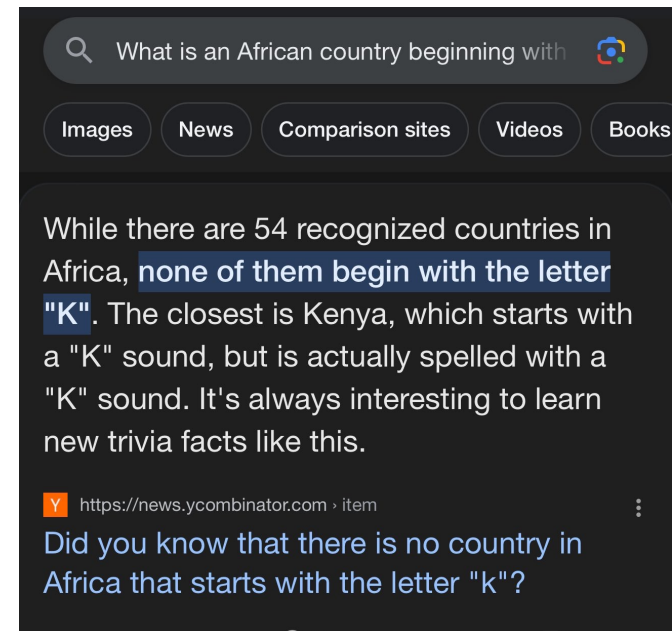 What is an African country beginning with
Images
News
Comparison sites
Videos
Books
While there are 54 recognized countries in
Africa, none of them begin with the letter
"K". The closest is Kenya, which starts with
a "K" sound, but is actually spelled with a
"K" sound. It's always interesting to learn
new trivia facts like this.
Y
https://news.ycombinator.com › item
Did you know that there is no country in
Africa that starts with the letter "k"?